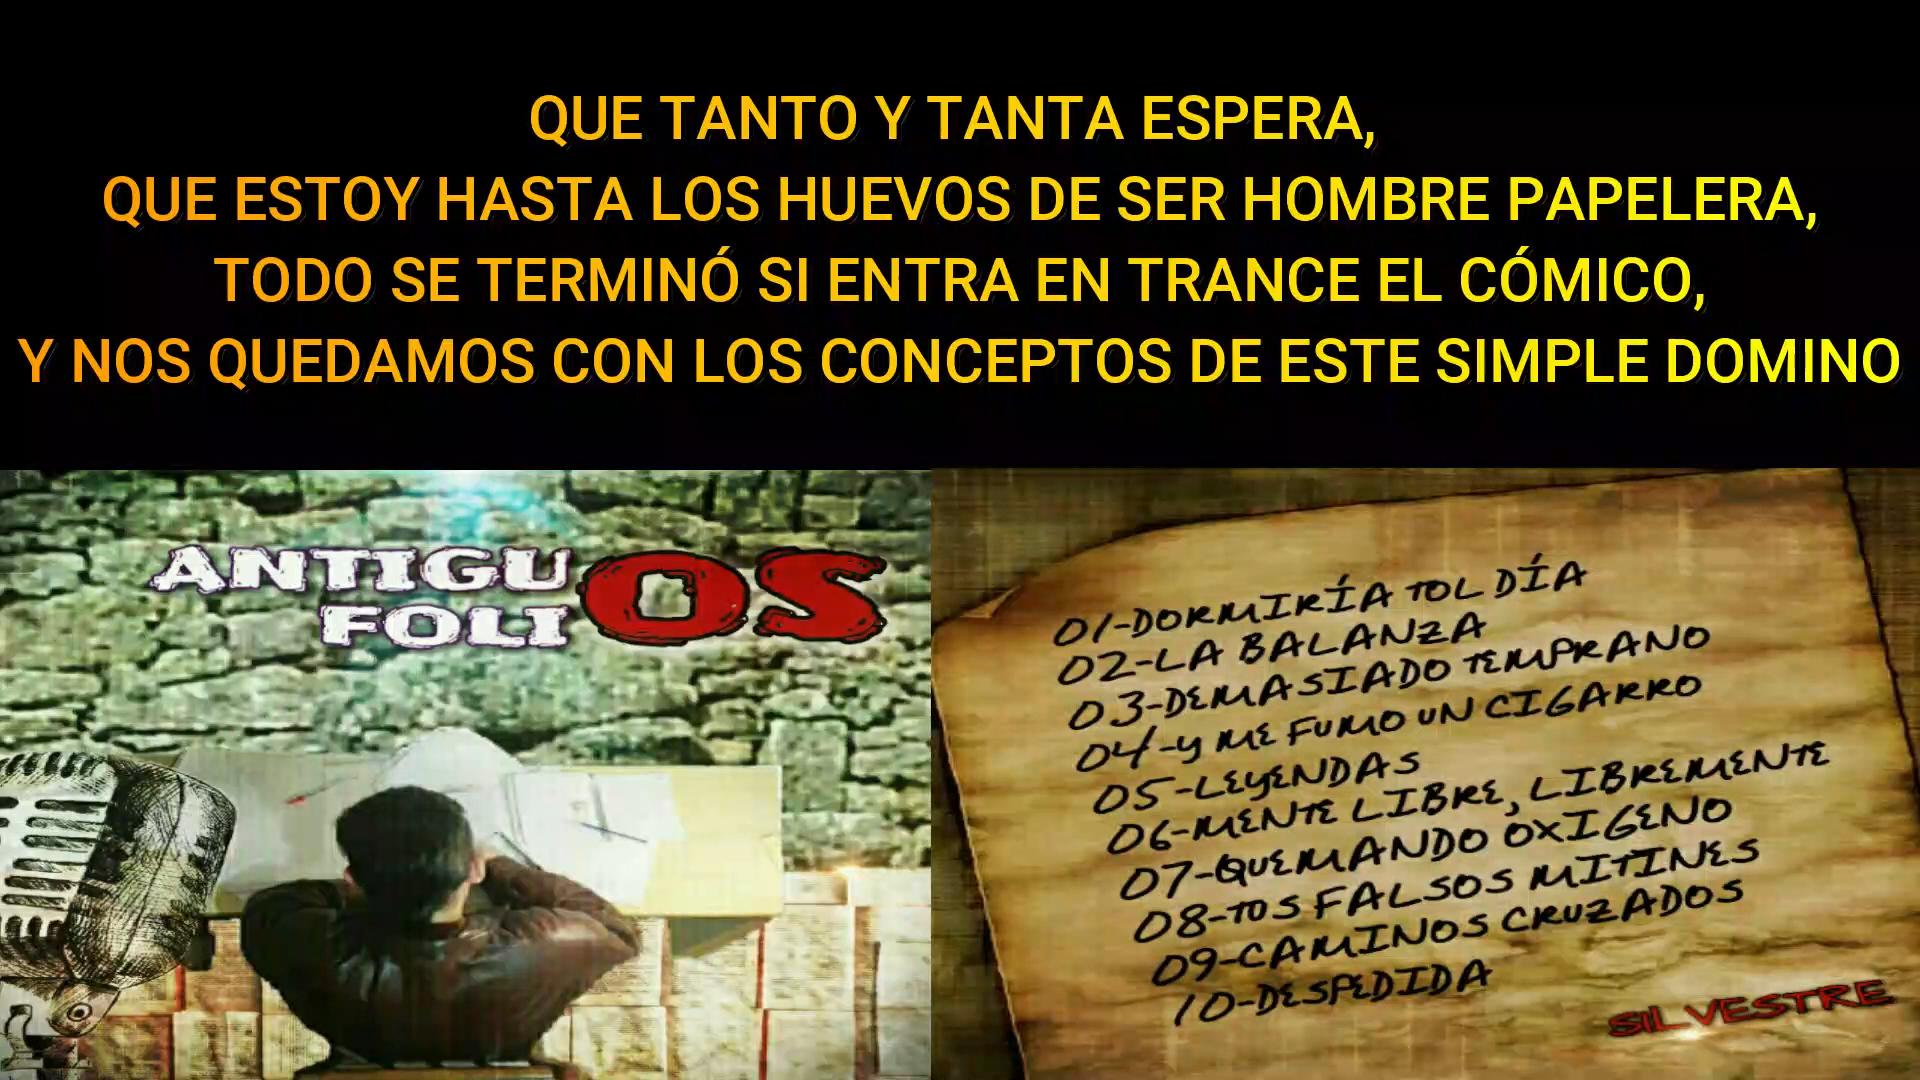 QUE TANTO Y TANTA ESPERA,
QUE ESTOY HASTA LOS HUEVOS DE SER HOMBRE PAPELERA,
TODO SE TERMINÓ SI ENTRA EN TRANCE EL CÓMICO,
Y NOS QUEDAMOS CON LOS CONCEPTOS DE ESTE SIMPLE DOMINO
ANTIGU
FOLI OS
01-DORMIRÍA TOL DÍA
02-LA BALANZA
03-DEMASIADO TEMPRANO
04-Y ME FUMO UN CIGARRO
05-LEYENDAS
06-MENTE LIBRE, LIBREMENTE
07-QUEMANDO OXIGENO
08-TOS FALSOS MITINES
09-CAMINOS CRUZADOS
10-DESPEDIDA
SILVESTRE